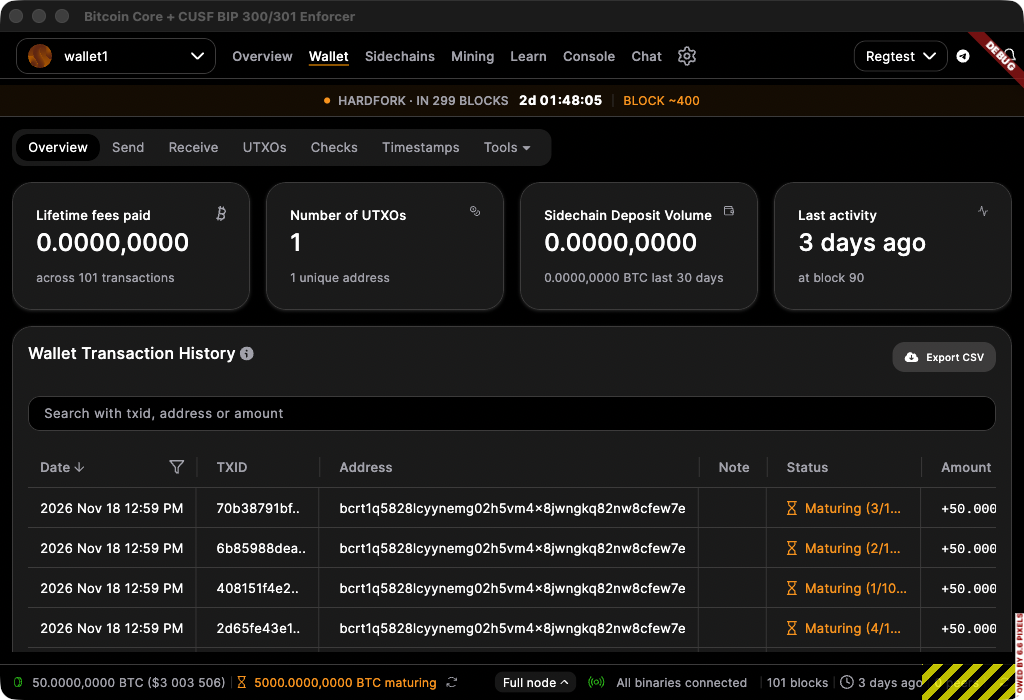 Bitcoin Core + CUSF BIP 300/301 Enforcer
wallet1 Overview Wallet Sidechains Mining Learn Console Chat Regtest DEBUG
HARDFORK · IN 299 BLOCKS 2d 01:48:05 BLOCK ~400
Overview Send Receive UTXOs Checks Timestamps Tools
Lifetime fees paid
0.0000,0000
across 101 transactions
Number of UTXOs
1
1 unique address
Sidechain Deposit Volume
0.0000,0000
0.0000,0000 BTC last 30 days
Last activity
3 days ago
at block 90
Wallet Transaction History
Export CSV
Search with txid, address or amount
Date TXID Address Note Status Amount
2026 Nov 18 12:59 PM 70b38791bf.. bcrt1q5828lcyynemg02h5vm4x8jwngkq82nw8cfew7e Maturing (3/1... +50.000
2026 Nov 18 12:59 PM 6b85988dea.. bcrt1q5828lcyynemg02h5vm4x8jwngkq82nw8cfew7e Maturing (2/1... +50.000
2026 Nov 18 12:59 PM 408151f4e2.. bcrt1q5828lcyynemg02h5vm4x8jwngkq82nw8cfew7e Maturing (1/10... +50.000
2026 Nov 18 12:59 PM 2d65fe43e1.. bcrt1q5828lcyynemg02h5vm4x8jwngkq82nw8cfew7e Maturing (4/1... +50.000
50.0000,0000 BTC ($3 003 506) 5000.0000,0000 BTC maturing Full node All binaries connected 101 blocks 3 days ago
BY 6.6 PIXELS